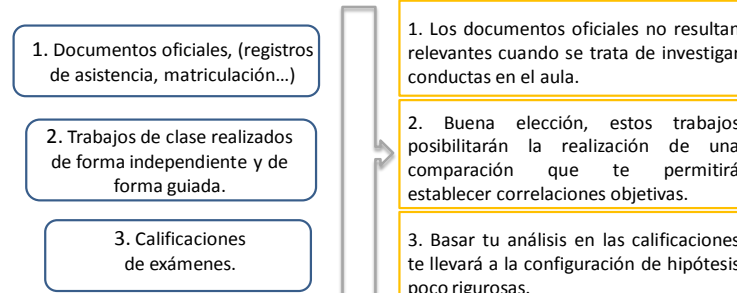 1. Documentos oficiales, (registros
de asistencia, matriculación…)
2. Trabajos de clase realizados
de forma independiente y de
forma guiada.
3. Calificaciones
de exámenes.
1. Los documentos oficiales no resultan
relevantes cuando se trata de investigar
conductas en el aula.
2. Buena elección, estos trabajos
posibilitarán la realización de una
comparación que te permitirá
establecer correlaciones objetivas.
3. Basar tu análisis en las calificaciones
te llevará a la configuración de hipótesis
poco rigurosas.